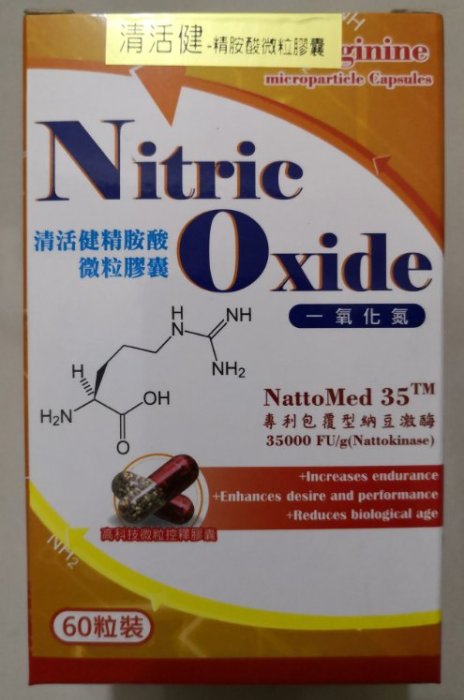 清活健-精胺酸微粒膠囊
ginine
microparticle Capsules
NH
Nitric
Oxide
清活健精胺酸
微粒膠囊
一氧化氮
H
N
NH
NH2
H
H2N
O
OH
NattoMed 35™
專利包覆型納豆激酶
35000 FU/g(Nattokinase)
+Increases endurance
+Enhances desire and performance
+Reduces biological age
高科技微粒控釋膠囊
NH2
60粒裝